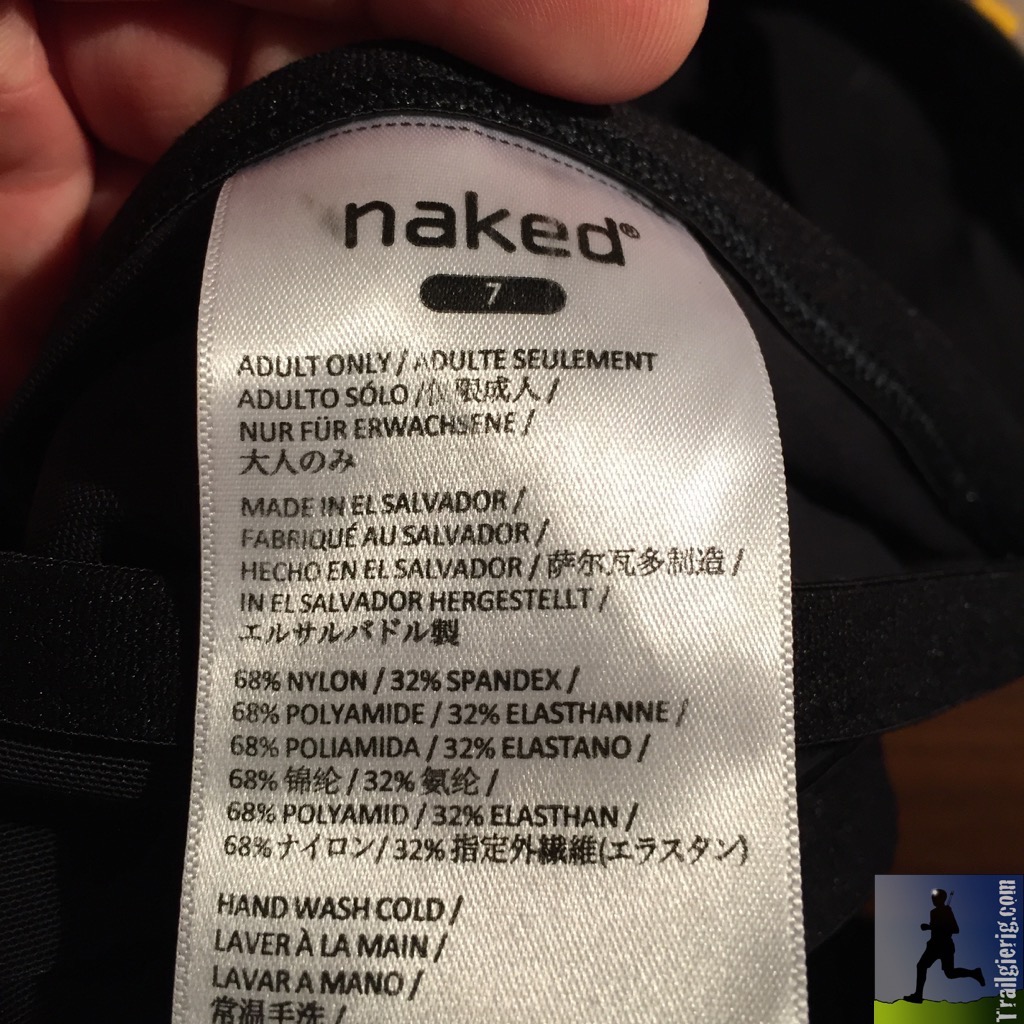 naked®
7
ADULT ONLY / ADULTE SEULEMENT
ADULTO SÓLO / 仅限成人 /
NUR FÜR ERWACHSENE /
大人のみ
MADE IN EL SALVADOR /
FABRIQUÉ AU SALVADOR /
HECHO EN EL SALVADOR / 萨尔瓦多制造 /
IN EL SALVADOR HERGESTELLT /
エルサルバドル製
68% NYLON / 32% SPANDEX /
68% POLYAMIDE / 32% ELASTHANNE /
68% POLIAMIDA / 32% ELASTANO /
68% 锦纶 / 32% 氨纶 /
68% POLYAMID / 32% ELASTHAN /
68% ナイロン/ 32% 指定外繊維(エラスタン)
HAND WASH COLD /
LAVER À LA MAIN /
LAVAR A MANO /
常温手洗 /
Trailgierig.com